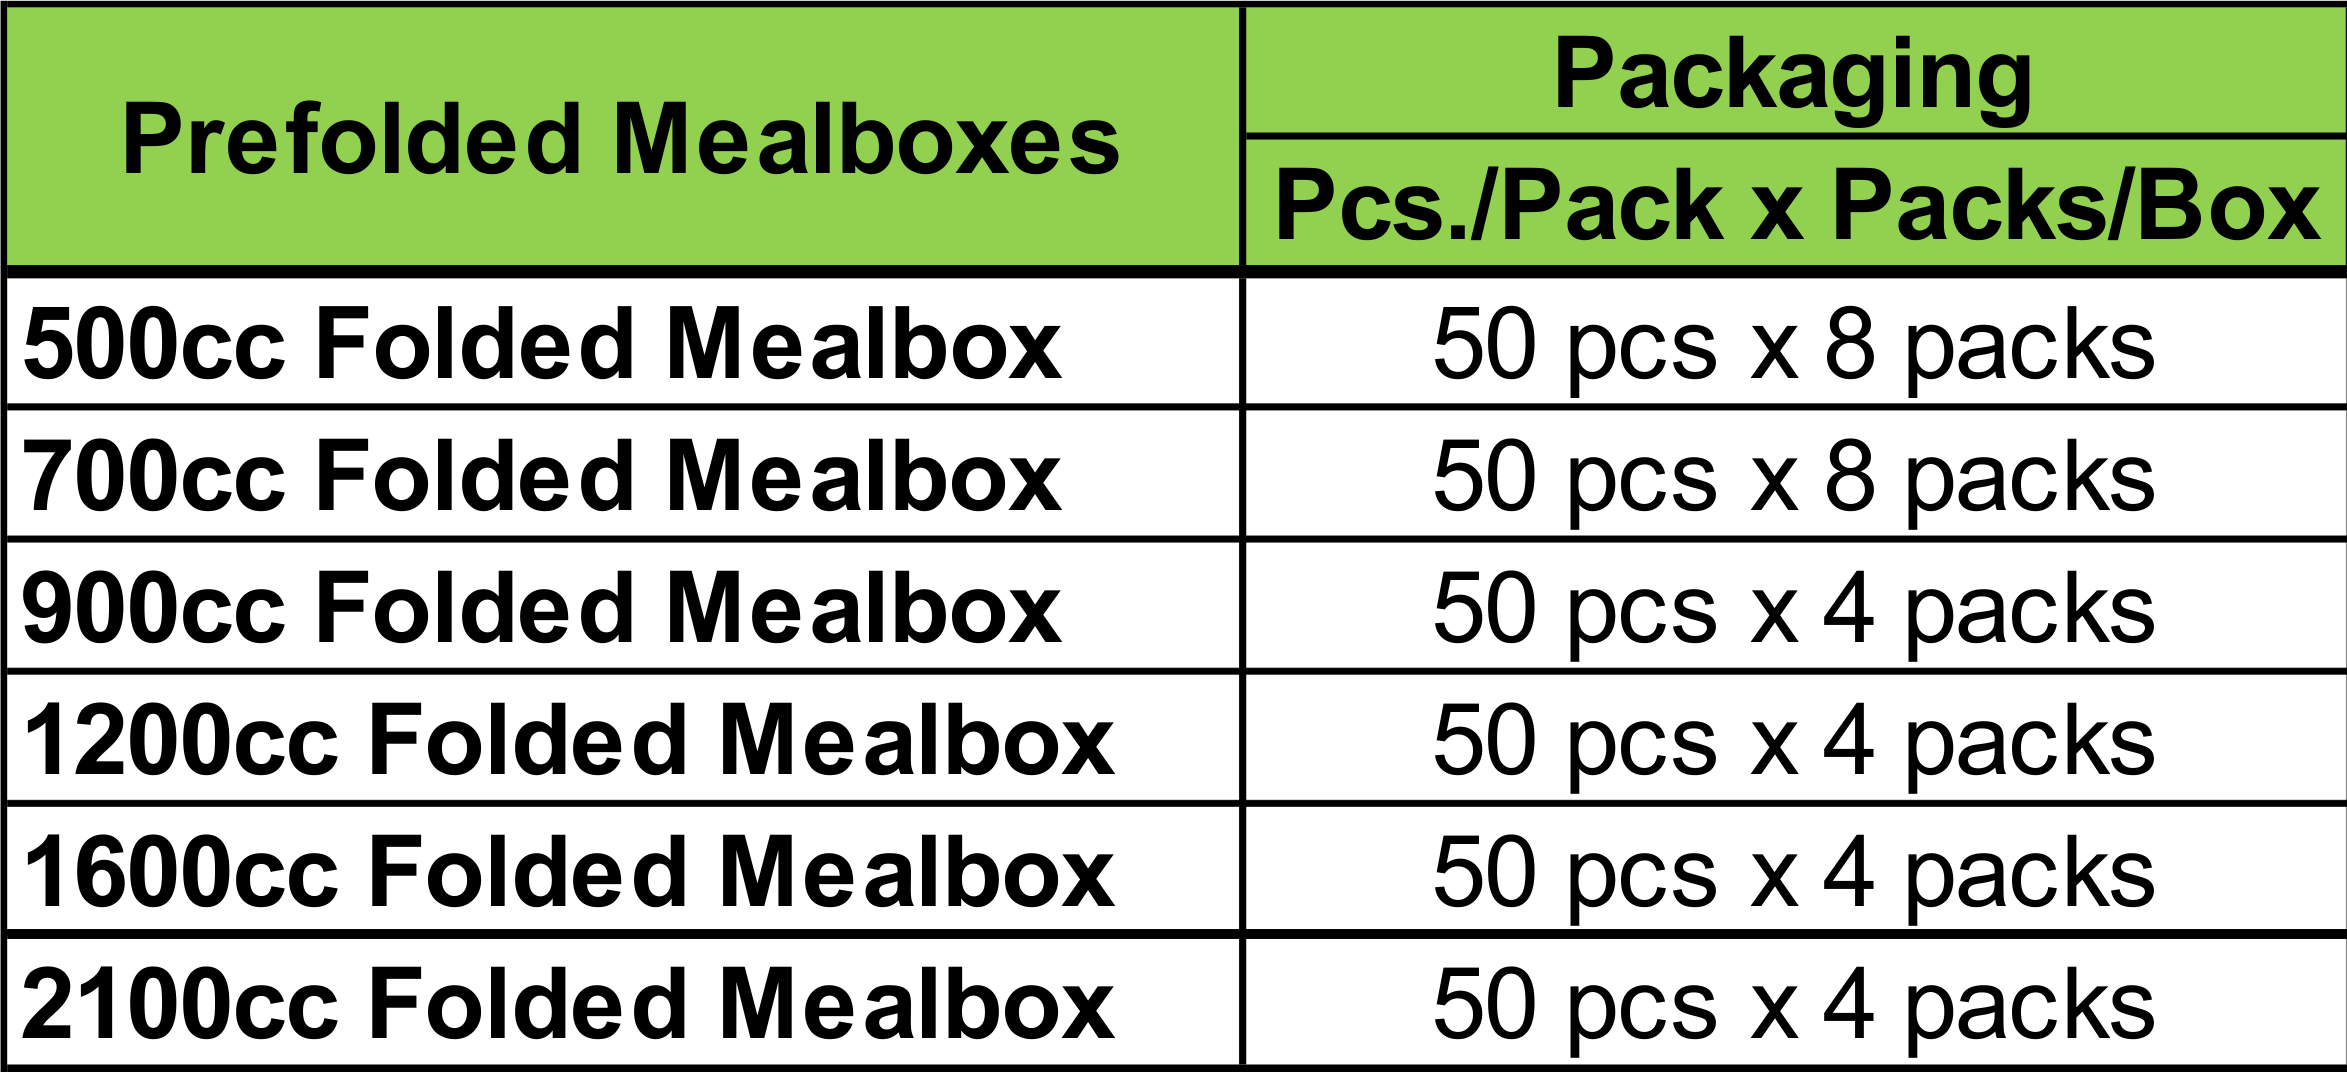 Prefolded Mealboxes
Packaging
Pcs./Pack x Packs/Box
500cc Folded Mealbox 50 pcs x 8 packs
700cc Folded Mealbox 50 pcs x 8 packs
900cc Folded Mealbox 50 pcs x 4 packs
1200cc Folded Mealbox 50 pcs x 4 packs
1600cc Folded Mealbox 50 pcs x 4 packs
2100cc Folded Mealbox 50 pcs x 4 packs